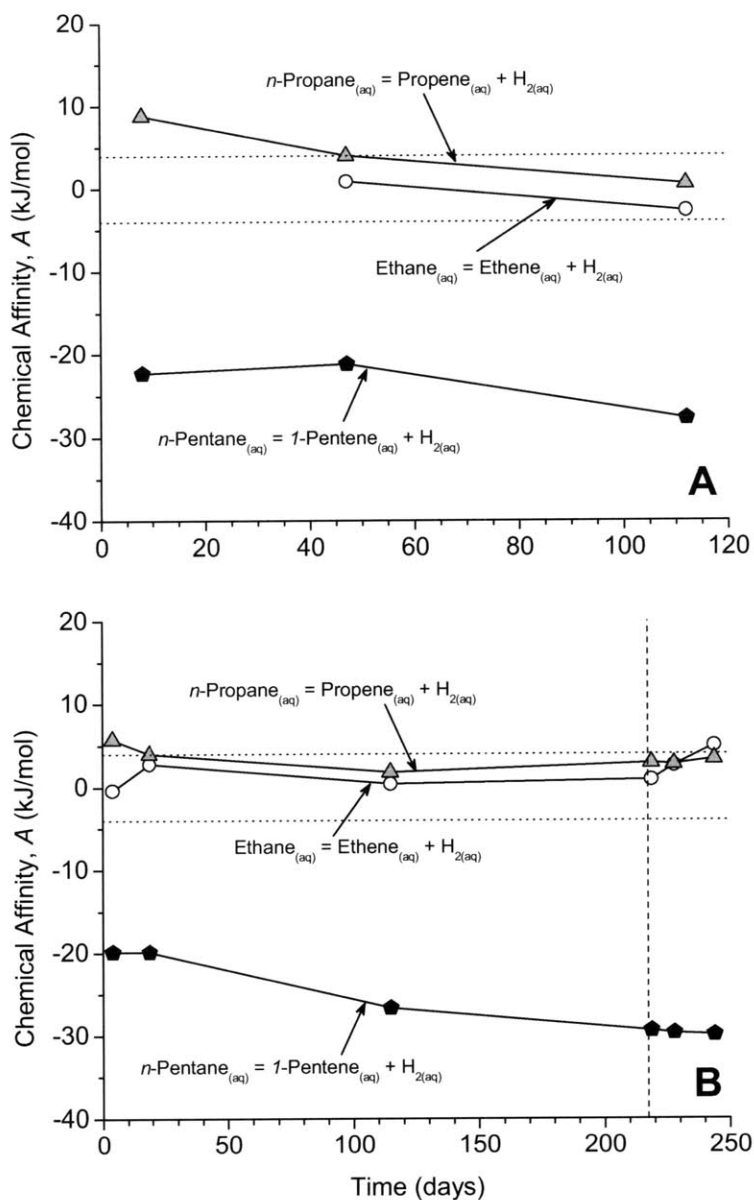 20
10
0
-10
-20
-30
-40
0 20 40 60 80 100 120
Chemical Affinity, A (kJ/mol)
n-Propane(aq) = Propene(aq) + H2(aq)
Ethane(aq) = Ethene(aq) + H2(aq)
n-Pentane(aq) = 1-Pentene(aq) + H2(aq)
A
20
10
0
-10
-20
-30
-40
0 50 100 150 200 250
Chemical Affinity, A (kJ/mol)
n-Propane(aq) = Propene(aq) + H2(aq)
Ethane(aq) = Ethene(aq) + H2(aq)
n-Pentane(aq) = 1-Pentene(aq) + H2(aq)
B
Time (days)